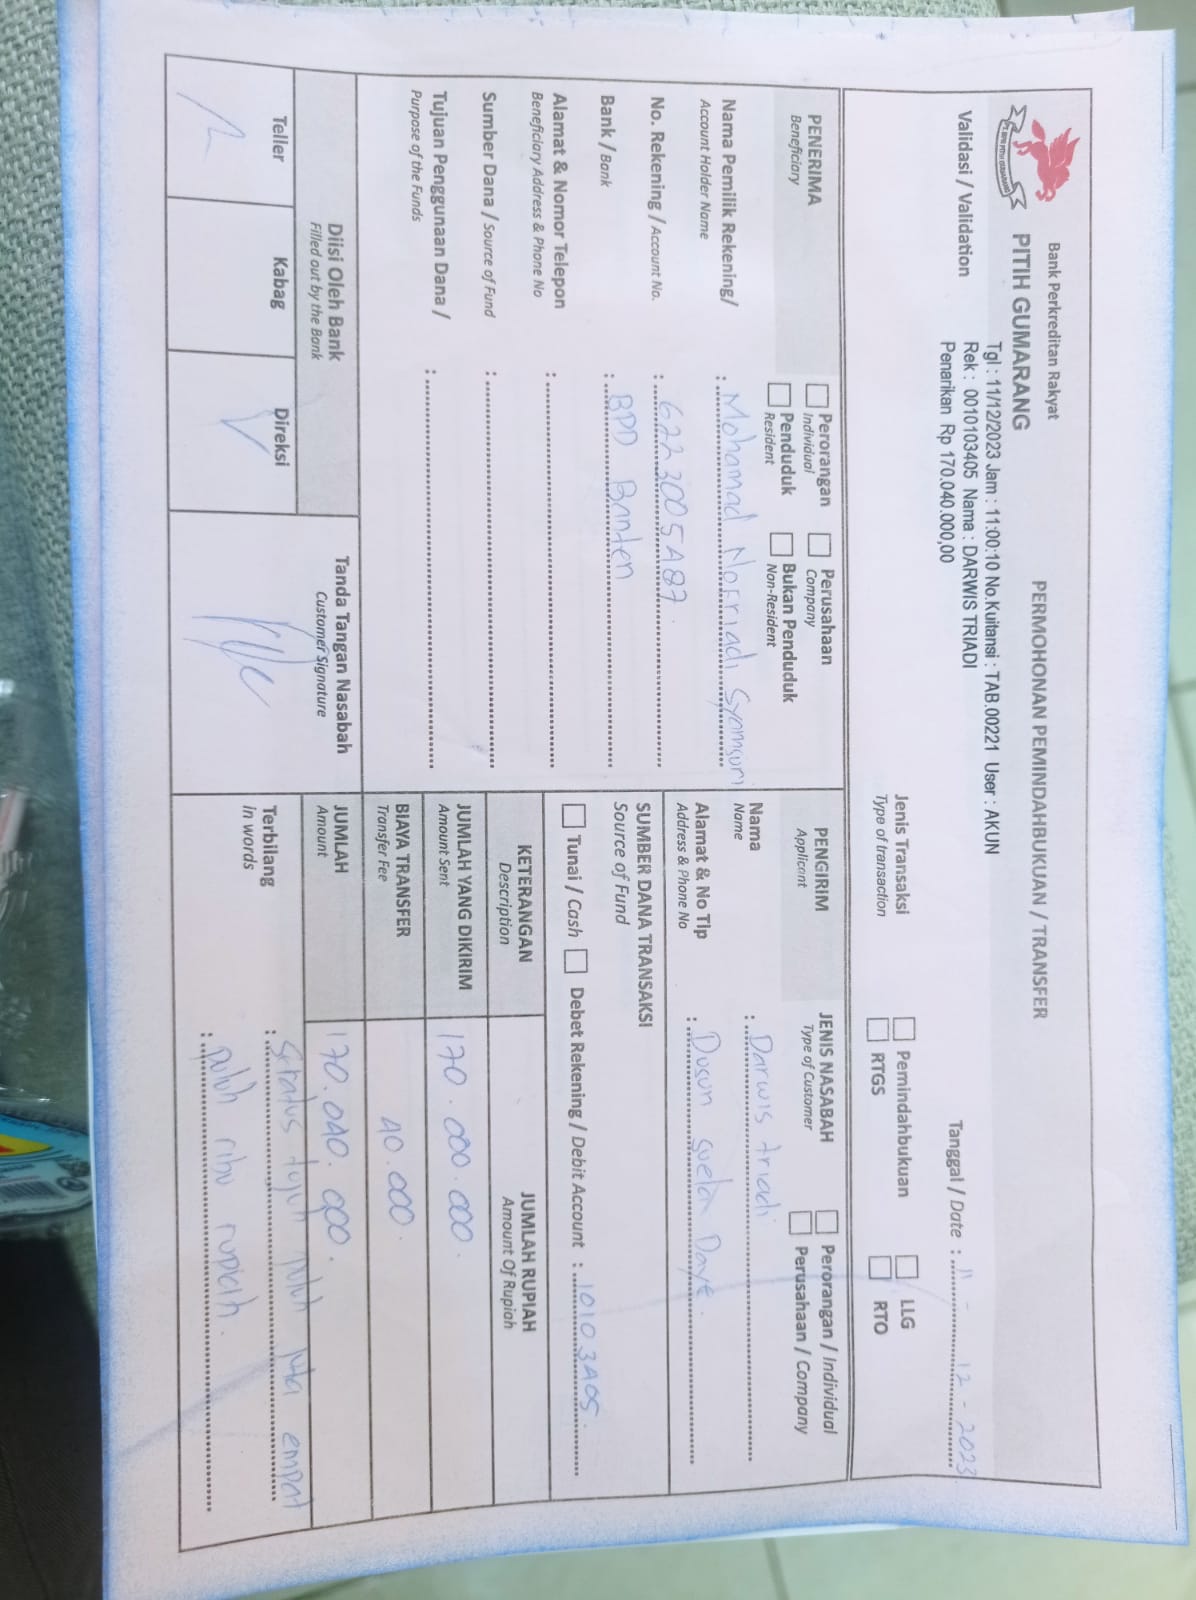 Bank Perkreditan Rakyat
PITIH GUMARANG
PERMOHONAN PEMINDAHBUKUAN / TRANSFER
Tgl : 11/12/2023 Jam : 11:00:10 No.Kuitansi : TAB.00221 User : AKUN
Validasi / Validation
Rek : 0010103405 Nama : DARWIS TRIADI
Penarikan Rp 170.040.000,00
Tanggal / Date : 11 - 12 - 2023
Jenis Transaksi
Type of transaction
Pemindahbukuan
LLG
RTGS
RTO
PENERIMA
Beneficiary
Perorangan
Individual
Perusahaan
Company
Penduduk
Resident
Bukan Penduduk
Non-Resident
Nama Pemilik Rekening/
Account Holder Name
: Mohamad Nofriadi Syamsuri
No. Rekening / Account No.
: 6222005487
Bank / Bank
: BPD Banten
Alamat & Nomor Telepon
Beneficiary Address & Phone No
:
Sumber Dana / Source of Fund
:
Tujuan Penggunaan Dana /
Purpose of the Funds
:
Diisi Oleh Bank
Filled out by the Bank
Teller
Kabag
Direksi
Tanda Tangan Nasabah
Customer Signature
PENGIRIM
Applicant
JENIS NASABAH
Type of Customer
Perorangan / Individual
Perusahaan / Company
Nama
Name
: Darwis triadi
Alamat & No Tlp
Address & Phone No
: Dusun Suela Daye.
SUMBER DANA TRANSAKSI
Source of Fund
Tunai / Cash
Debet Rekening / Debit Account : 10103405.
KETERANGAN
Description
JUMLAH RUPIAH
Amount Of Rupiah
JUMLAH YANG DIKIRIM
Amount Sent
170.000.000.
BIAYA TRANSFER
Transfer Fee
40.000.
JUMLAH
Amount
170.040.000.
Terbilang
in words
: Sratus tujuh puluh juta empat
: puluh ribu rupiah.